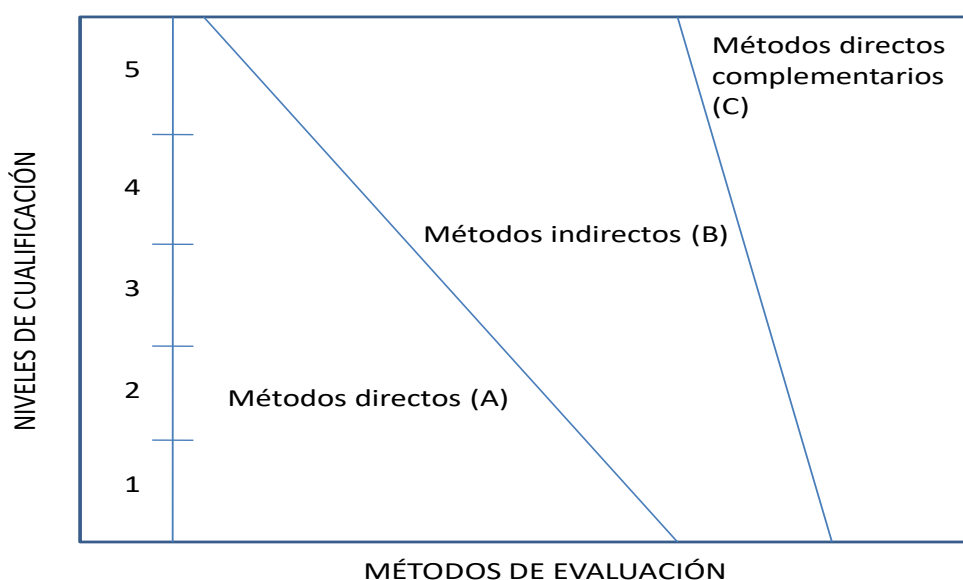 NIVELES DE CUALIFICACIÓN
5
4
3
2
1
Métodos directos
complementarios
(C)
Métodos indirectos (B)
Métodos directos (A)
MÉTODOS DE EVALUACIÓN